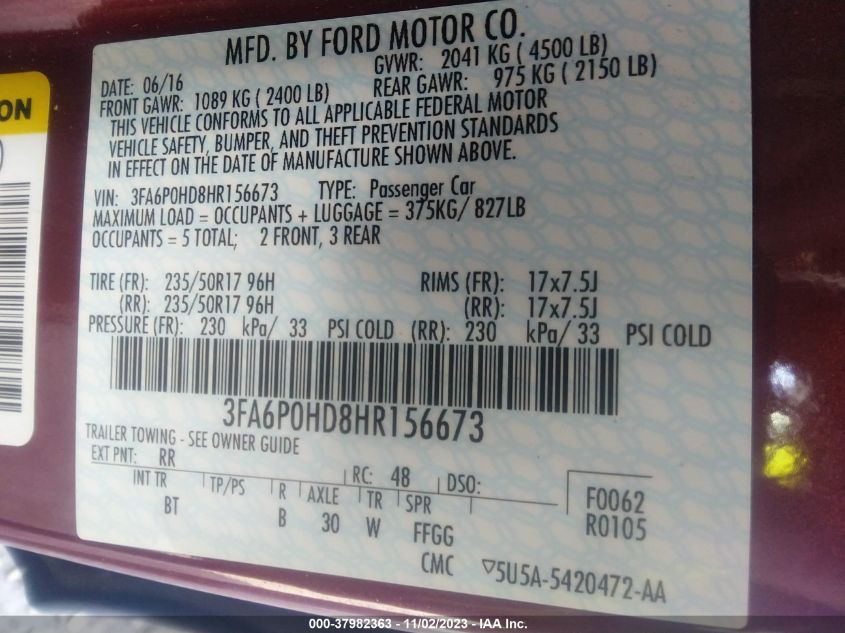 ON
MFD. BY FORD MOTOR CO.
DATE: 06/16 GVWR: 2041 KG ( 4500 LB)
FRONT GAWR: 1089 KG ( 2400 LB) REAR GAWR: 975 KG ( 2150 LB)
THIS VEHICLE CONFORMS TO ALL APPLICABLE FEDERAL MOTOR
VEHICLE SAFETY, BUMPER, AND THEFT PREVENTION STANDARDS
IN EFFECT ON THE DATE OF MANUFACTURE SHOWN ABOVE.
VIN: 3FA6P0HD8HR156673 TYPE: Passenger Car
MAXIMUM LOAD = OCCUPANTS + LUGGAGE = 375KG/ 827LB
OCCUPANTS = 5 TOTAL; 2 FRONT, 3 REAR
TIRE (FR): 235/50R17 96H RIMS (FR): 17x7.5J
(RR): 235/50R17 96H (RR): 17x7.5J
PRESSURE (FR): 230 kPa/ 33 PSI COLD (RR): 230 kPa/ 33 PSI COLD
3FA6P0HD8HR156673
TRAILER TOWING - SEE OWNER GUIDE
EXT PNT: RR RC: 48 DSO:
INT TR TP/PS R AXLE TR SPR F0062
BT B 30 W FFGG R0105
CMC ▽5U5A-5420472-AA
000-37982363 - 11/02/2023 - IAA Inc.